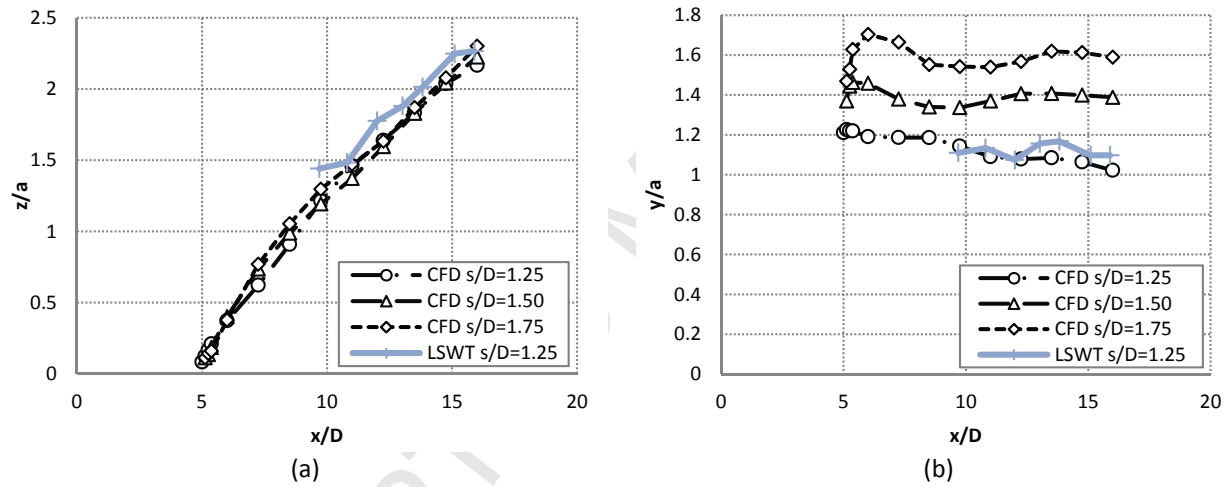 2.5
2
1.5
1
0.5
0
z/a
0 5 10 15 20
x/D
CFD s/D=1.25
CFD s/D=1.50
CFD s/D=1.75
LSWT s/D=1.25
(a)
1.8
1.6
1.4
1.2
1
0.8
0.6
0.4
0.2
0
y/a
0 5 10 15 20
x/D
CFD s/D=1.25
CFD s/D=1.50
CFD s/D=1.75
LSWT s/D=1.25
(b)